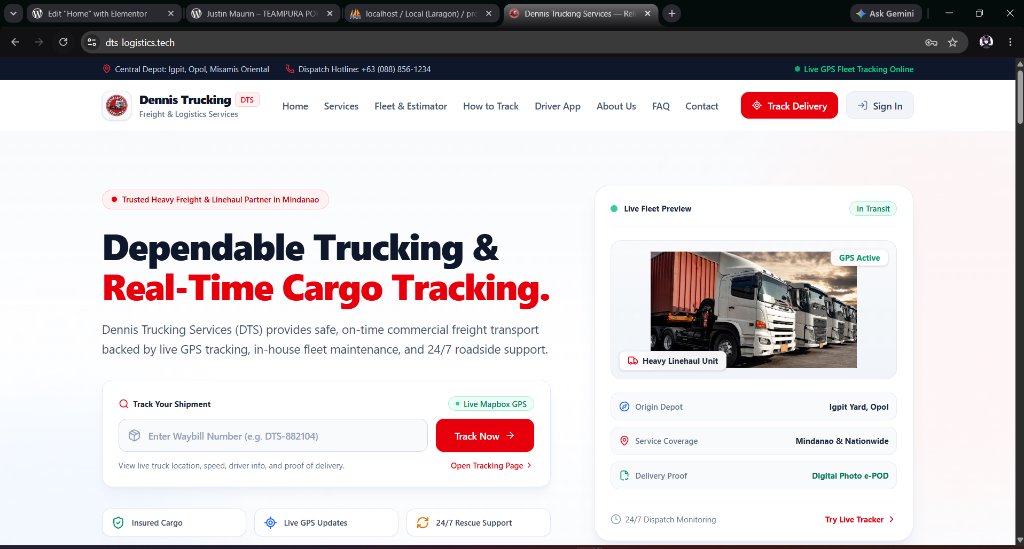 Edit "Home" with Elementor
Justin Maurin – TEAMPURA PO
localhost / Local (Laragon) / pro
Dennis Trucking Services — Rel
Ask Gemini
dts-logistics.tech
Central Depot: Igpit, Opol, Misamis Oriental
Dispatch Hotline: +63 (088) 856-1234
Live GPS Fleet Tracking Online
Dennis Trucking DTS
Freight & Logistics Services
Home
Services
Fleet & Estimator
How to Track
Driver App
About Us
FAQ
Contact
Track Delivery
Sign In
Trusted Heavy Freight & Linehaul Partner in Mindanao
Dependable Trucking &
Real-Time Cargo Tracking.
Dennis Trucking Services (DTS) provides safe, on-time commercial freight transport
backed by live GPS tracking, in-house fleet maintenance, and 24/7 roadside support.
Track Your Shipment
Live Mapbox GPS
Enter Waybill Number (e.g. DTS-882104)
Track Now
View live truck location, speed, driver info, and proof of delivery.
Open Tracking Page
Insured Cargo
Live GPS Updates
24/7 Rescue Support
Live Fleet Preview
In Transit
GPS Active
Heavy Linehaul Unit
Origin Depot
Igpit Yard, Opol
Service Coverage
Mindanao & Nationwide
Delivery Proof
Digital Photo e-POD
24/7 Dispatch Monitoring
Try Live Tracker